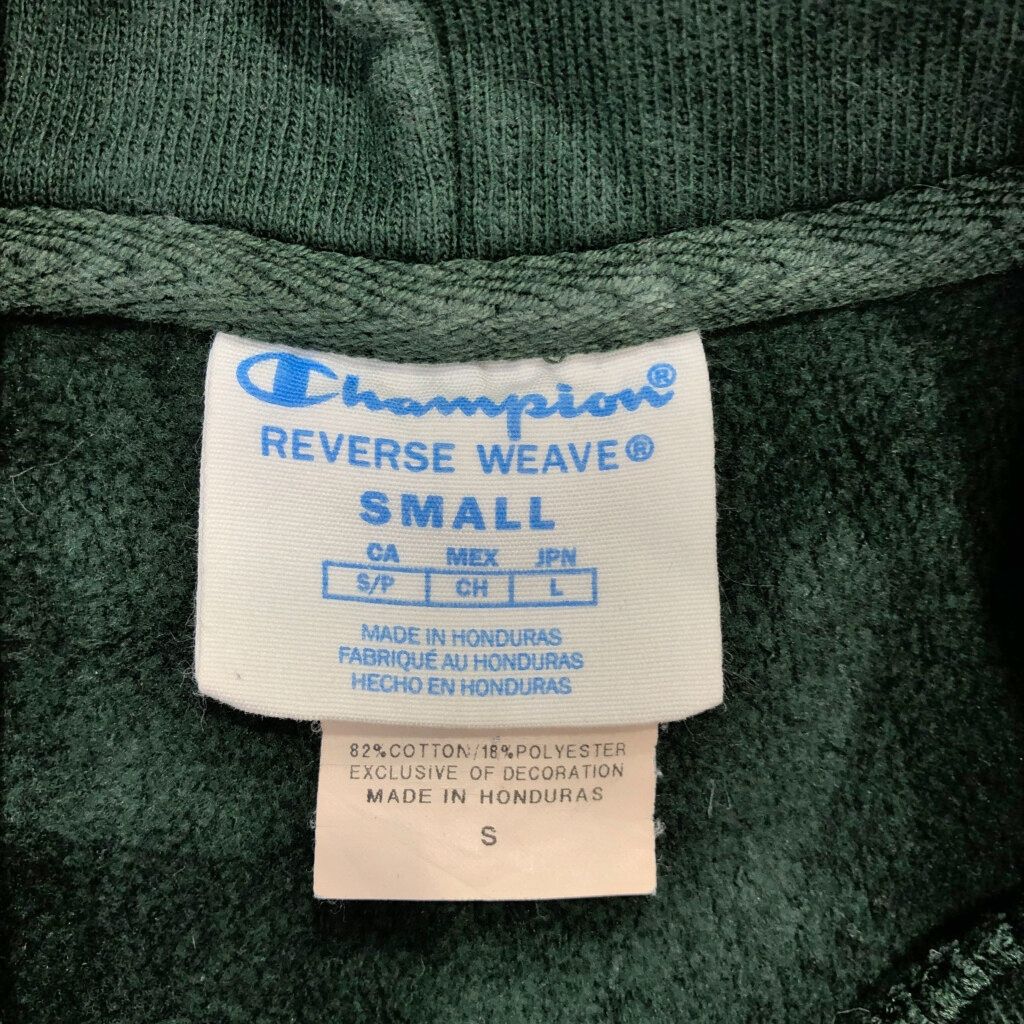 Champion®
REVERSE WEAVE®
SMALL
CA MEX JPN
S/P CH L
MADE IN HONDURAS
FABRIQUÉ AU HONDURAS
HECHO EN HONDURAS
82%COTTON/18%POLYESTER
EXCLUSIVE OF DECORATION
MADE IN HONDURAS
S